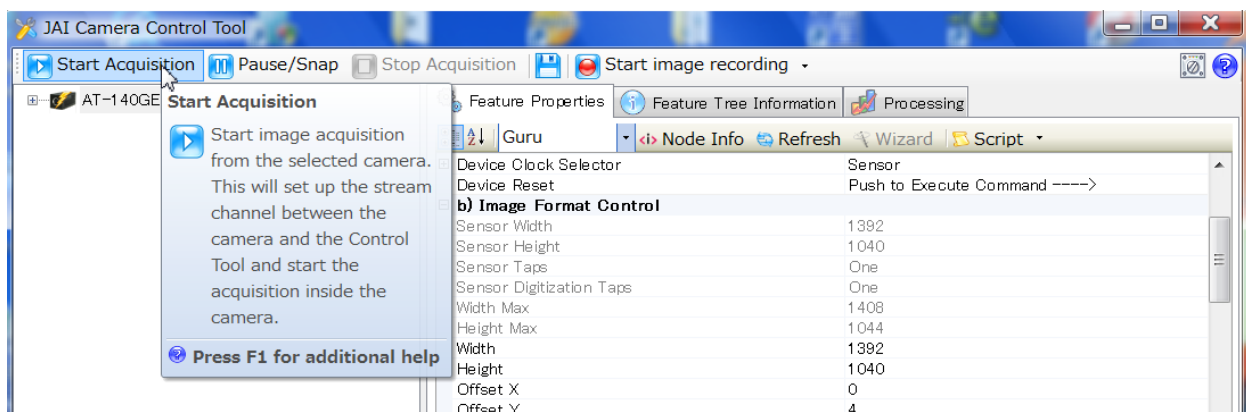 JAI Camera Control Tool
Start Acquisition Pause/Snap Stop Acquisition Start image recording
AT-140GE
Start Acquisition
Start image acquisition
from the selected camera.
This will set up the stream
channel between the
camera and the Control
Tool and start the
acquisition inside the
camera.
Press F1 for additional help
Feature Properties Feature Tree Information Processing
Guru Node Info Refresh Wizard Script
Device Clock Selector Sensor
Device Reset Push to Execute Command ---->
b) Image Format Control
Sensor Width 1392
Sensor Height 1040
Sensor Taps One
Sensor Digitization Taps One
Width Max 1408
Height Max 1044
Width 1392
Height 1040
Offset X 0
Offset Y 4